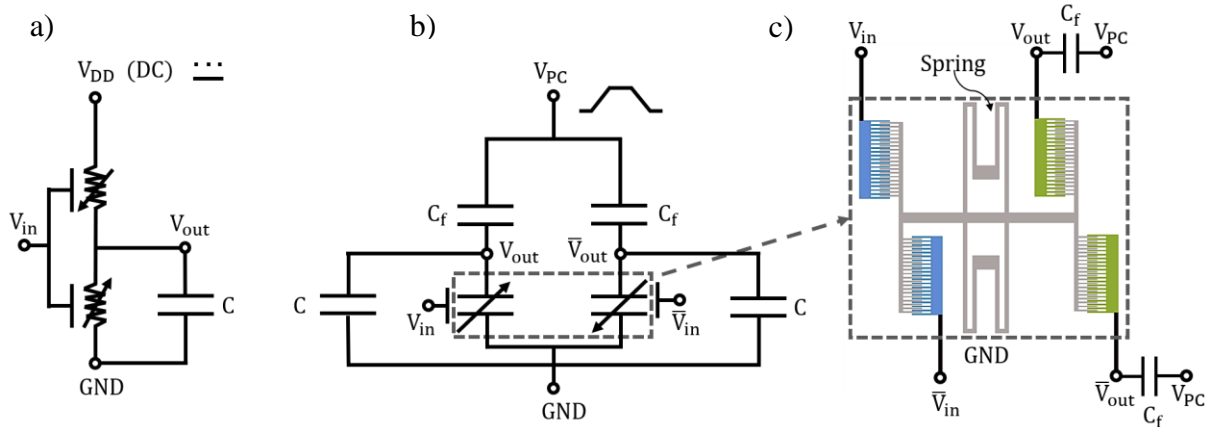 a)
V_DD (DC)
V_in
V_out
C
GND
b)
V_PC
C_f
C_f
V_out
V̅_out
C
C
V_in
V̅_in
GND
c)
V_in
V_out
C_f
V_PC
Spring
GND
V̅_in
V̅_out
C_f
V_PC